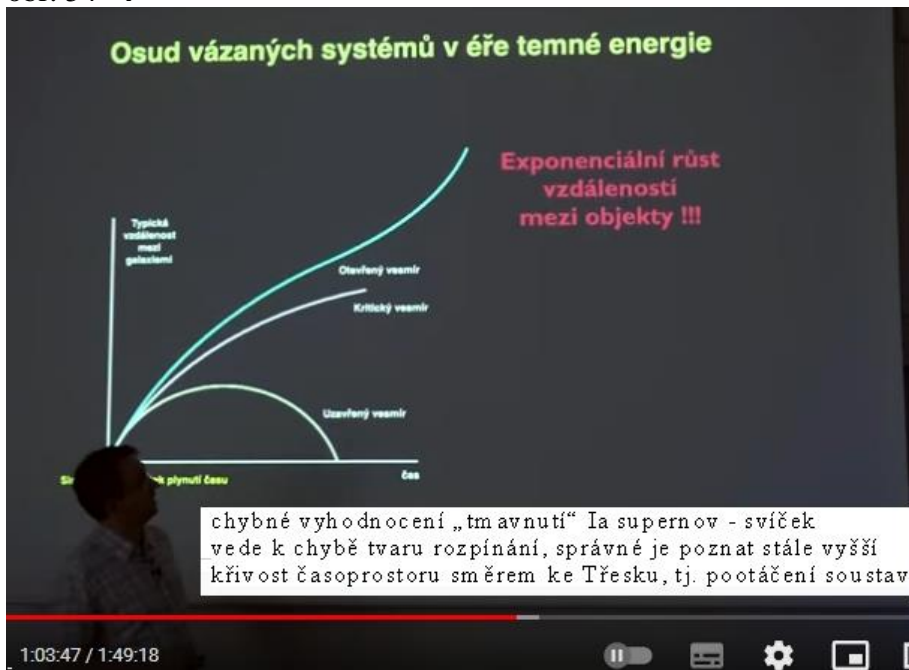 Osud vázaných systémů v éře temné energie
Exponenciální růst
vzdáleností
mezi objekty !!!
Typická
vzdálenost
mezi
galaxiemi
Otevřený vesmír
Kritický vesmír
Uzavřený vesmír
čas
plynutí času
chybné vyhodnocení „tmavnutí“ Ia supernov - svíček
vede k chybě tvaru rozpínání, správné je poznat stále vyšší
křivost časoprostoru směrem ke Třesku, tj. pootáčení soustav
1:03:47 / 1:49:18